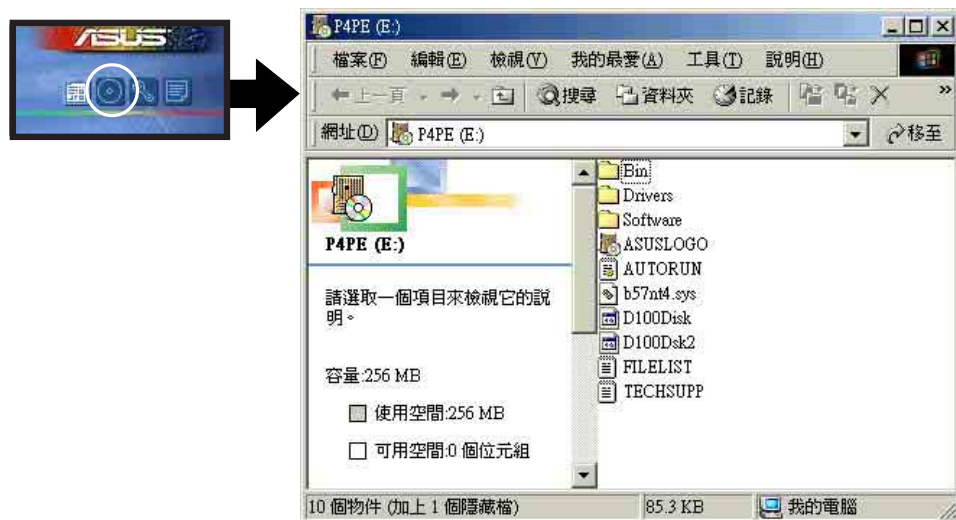 ASUS
P4PE (E:)
檔案(F) 編輯(E) 檢視(V) 我的最愛(A) 工具(T) 說明(H)
上一頁 搜尋 資料夾 記錄 »
網址(D) P4PE (E:) 移至
P4PE (E:)
請選取一個項目來檢視它的說
明。
容量:256 MB
使用空間:256 MB
可用空間:0 個位元組
Bin
Drivers
Software
ASUSLOGO
AUTORUN
b57nt4.sys
D100Disk
D100Dsk2
FILELIST
TECHSUPP
10 個物件 (加上 1 個隱藏檔) 85.3 KB 我的電腦